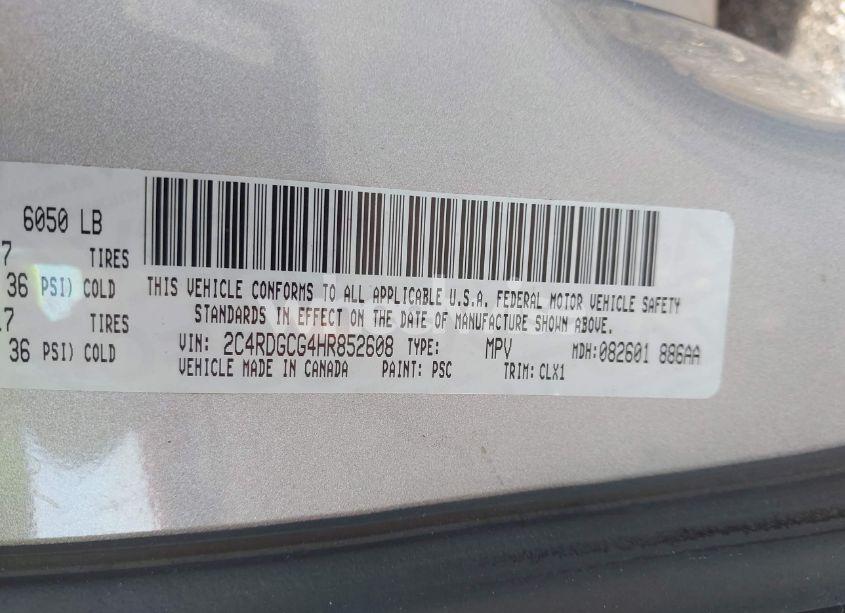 6050 LB
7 TIRES
36 PSI) COLD
17 TIRES
36 PSI) COLD
THIS VEHICLE CONFORMS TO ALL APPLICABLE U.S.A. FEDERAL MOTOR VEHICLE SAFETY
STANDARDS IN EFFECT ON THE DATE OF MANUFACTURE SHOWN ABOVE.
VIN: 2C4RDGCG4HR852608 TYPE: MPV MDH: 082601 886AA
VEHICLE MADE IN CANADA PAINT: PSC TRIM: CLX1